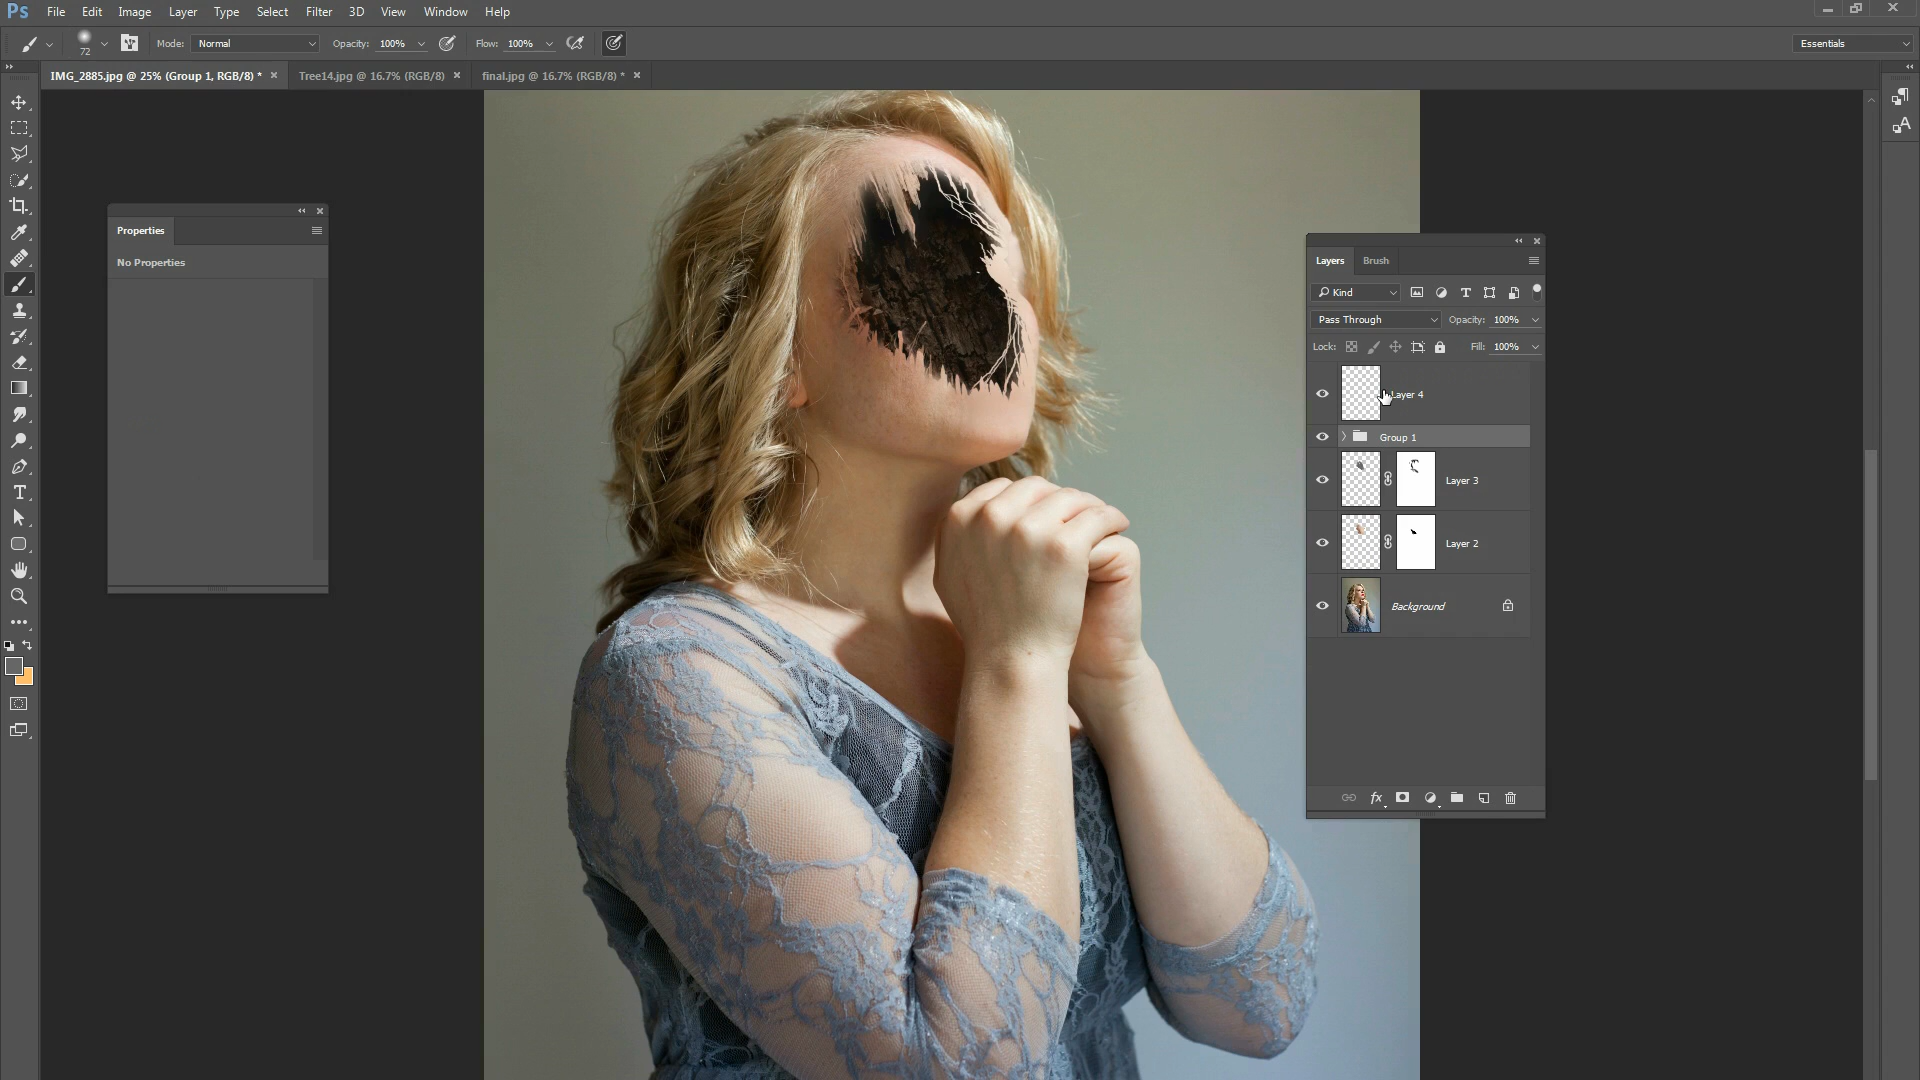 Ps File Edit Image Layer Type Select Filter 3D View Window Help
72 Mode: Normal Opacity: 100% Flow: 100% Essentials
IMG_2885.jpg @ 25% (Group 1, RGB/8) * Tree14.jpg @ 16.7% (RGB/8) final.jpg @ 16.7% (RGB/8) *
Properties
No Properties
Layers Brush
Kind
Pass Through Opacity: 100%
Lock: Fill: 100%
Layer 4
Group 1
Layer 3
Layer 2
Background
fx